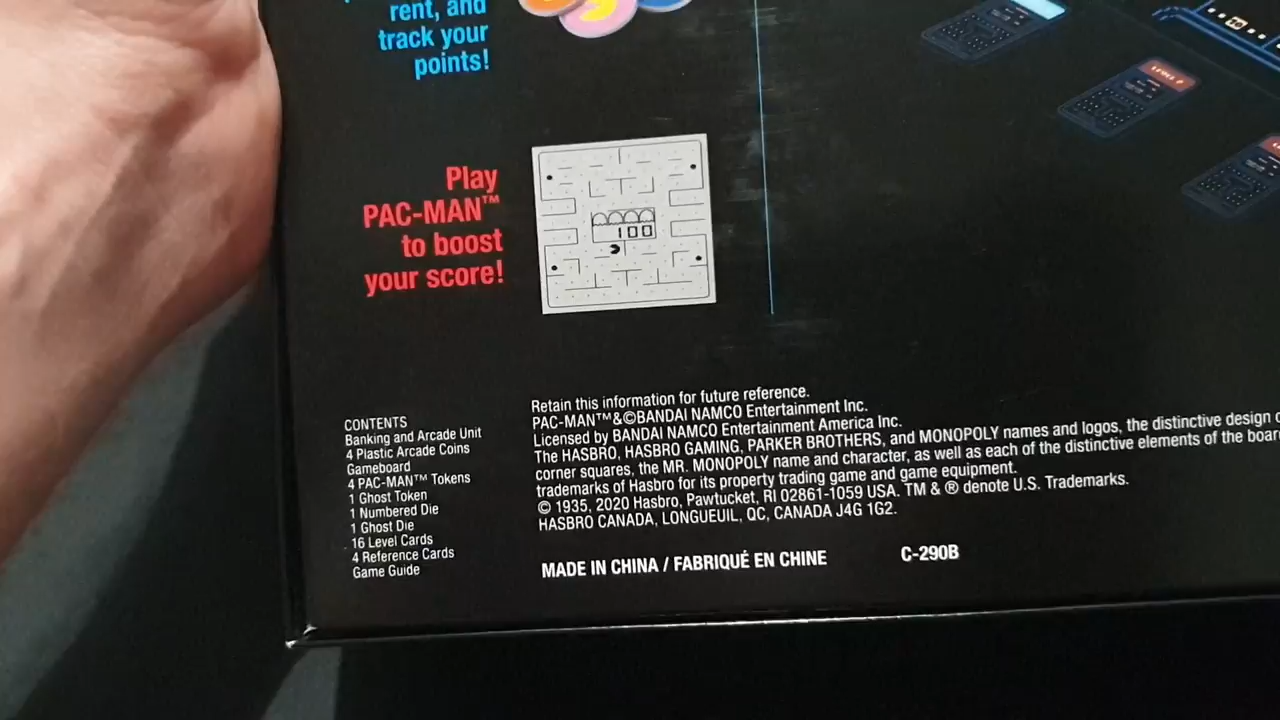 rent, and
track your
points!
Play
PAC-MAN™
to boost
your score!
100
CONTENTS
Banking and Arcade Unit
4 Plastic Arcade Coins
Gameboard
4 PAC-MAN™ Tokens
1 Ghost Token
1 Numbered Die
1 Ghost Die
16 Level Cards
4 Reference Cards
Game Guide
Retain this information for future reference.
PAC-MAN™&©BANDAI NAMCO Entertainment Inc.
Licensed by BANDAI NAMCO Entertainment America Inc.
The HASBRO, HASBRO GAMING, PARKER BROTHERS, and MONOPOLY names and logos, the distinctive design
corner squares, the MR. MONOPOLY name and character, as well as each of the distinctive elements of the
trademarks of Hasbro for its property trading game and game equipment.
© 1935, 2020 Hasbro, Pawtucket, RI 02861-1059 USA. TM & ® denote U.S. Trademarks.
HASBRO CANADA, LONGUEUIL, QC, CANADA J4G 1G2.
MADE IN CHINA / FABRIQUÉ EN CHINE
C-290B